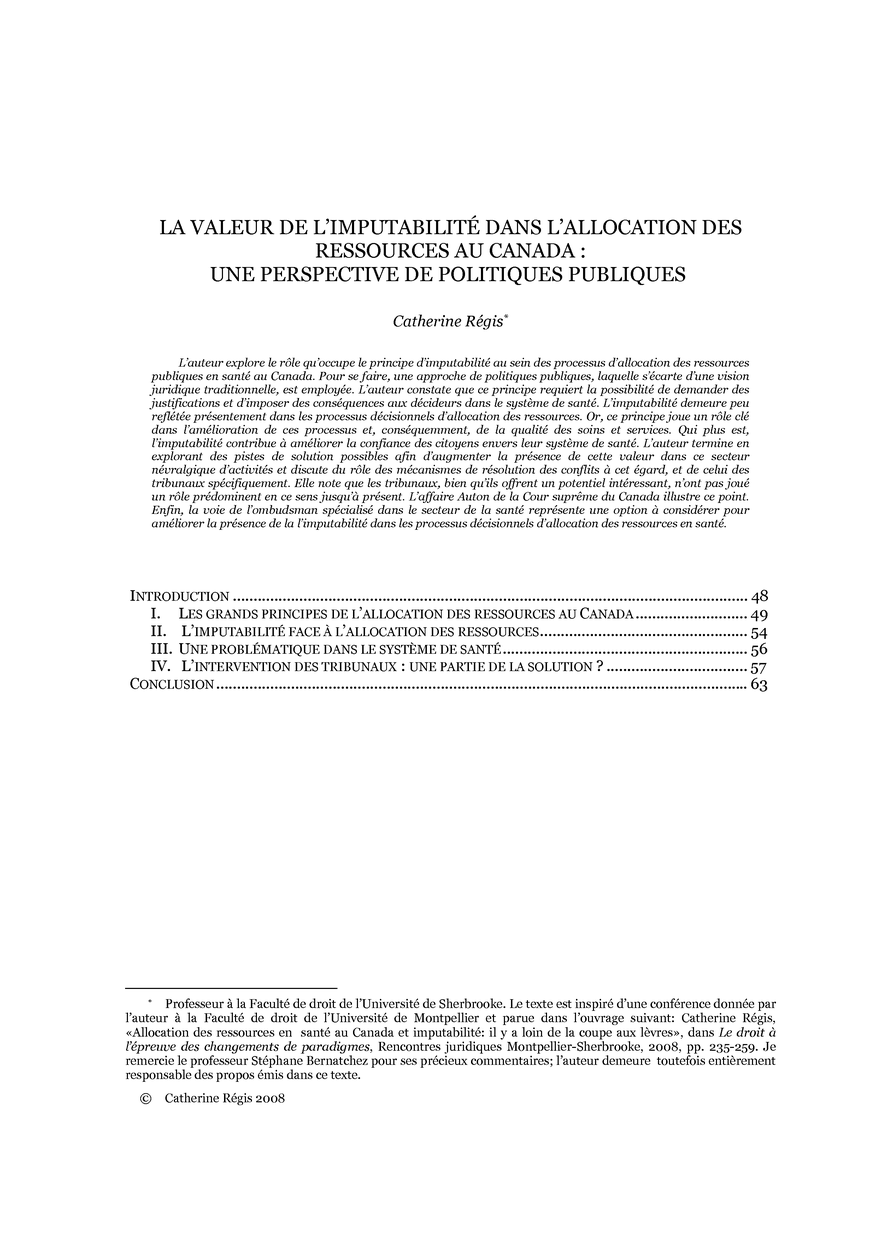 LA VALEUR DE L'IMPUTABILITÉ DANS L'ALLOCATION DES
RESSOURCES AU CANADA :
UNE PERSPECTIVE DE POLITIQUES PUBLIQUES
Catherine Régis*
L'auteur explore le rôle qu'occupe le principe d'imputabilité au sein des processus d'allocation des ressources
publiques en santé au Canada. Pour se faire, une approche de politiques publiques, laquelle s'écarte d'une vision
juridique traditionnelle, est employée. L'auteur constate que ce principe requiert la possibilité de demander des
justifications et d'imposer des conséquences aux décideurs dans le système de santé. L'imputabilité demeure peu
reflétée présentement dans les processus décisionnels d'allocation des ressources. Or, ce principe joue un rôle clé
dans l'amélioration de ces processus et, conséquemment, de la qualité des soins et services. Qui plus est,
l'imputabilité contribue à améliorer la confiance des citoyens envers leur système de santé. L'auteur termine en
explorant des pistes de solution possibles afin d'augmenter la présence de cette valeur dans ce secteur
névralgique d'activités et discute du rôle des mécanismes de résolution des conflits à cet égard, et de celui des
tribunaux spécifiquement. Elle note que les tribunaux, bien qu'ils offrent un potentiel intéressant, n'ont pas joué
un rôle prédominent en ce sens jusqu'à présent. L'affaire Auton de la Cour suprême du Canada illustre ce point.
Enfin, la voie de l'ombudsman spécialisé dans le secteur de la santé représente une option à considérer pour
améliorer la présence de la l'imputabilité dans les processus décisionnels d'allocation des ressources en santé.
INTRODUCTION ........................................................................ 48
I. LES GRANDS PRINCIPES DE L'ALLOCATION DES RESSOURCES AU CANADA ........................... 49
II. L'IMPUTABILITÉ FACE À L'ALLOCATION DES RESSOURCES .................................................. 54
III. UNE PROBLÉMATIQUE DANS LE SYSTÈME DE SANTÉ ........................................................... 56
IV. L'INTERVENTION DES TRIBUNAUX : UNE PARTIE DE LA SOLUTION ? .................................. 57
CONCLUSION ........................................................................ 63
* Professeur à la Faculté de droit de l'Université de Sherbrooke. Le texte est inspiré d'une conférence donnée par
l'auteur à la Faculté de droit de l'Université de Montpellier et parue dans l'ouvrage suivant: Catherine Régis,
«Allocation des ressources en santé au Canada et imputabilité: il y a loin de la coupe aux lèvres», dans Le droit à
l'épreuve des changements de paradigmes, Rencontres juridiques Montpellier-Sherbrooke, 2008, pp. 235-259. Je
remercie le professeur Stéphane Bernatchez pour ses précieux commentaires; l'auteur demeure toutefois entièrement
responsable des propos émis dans ce texte.
© Catherine Régis 2008